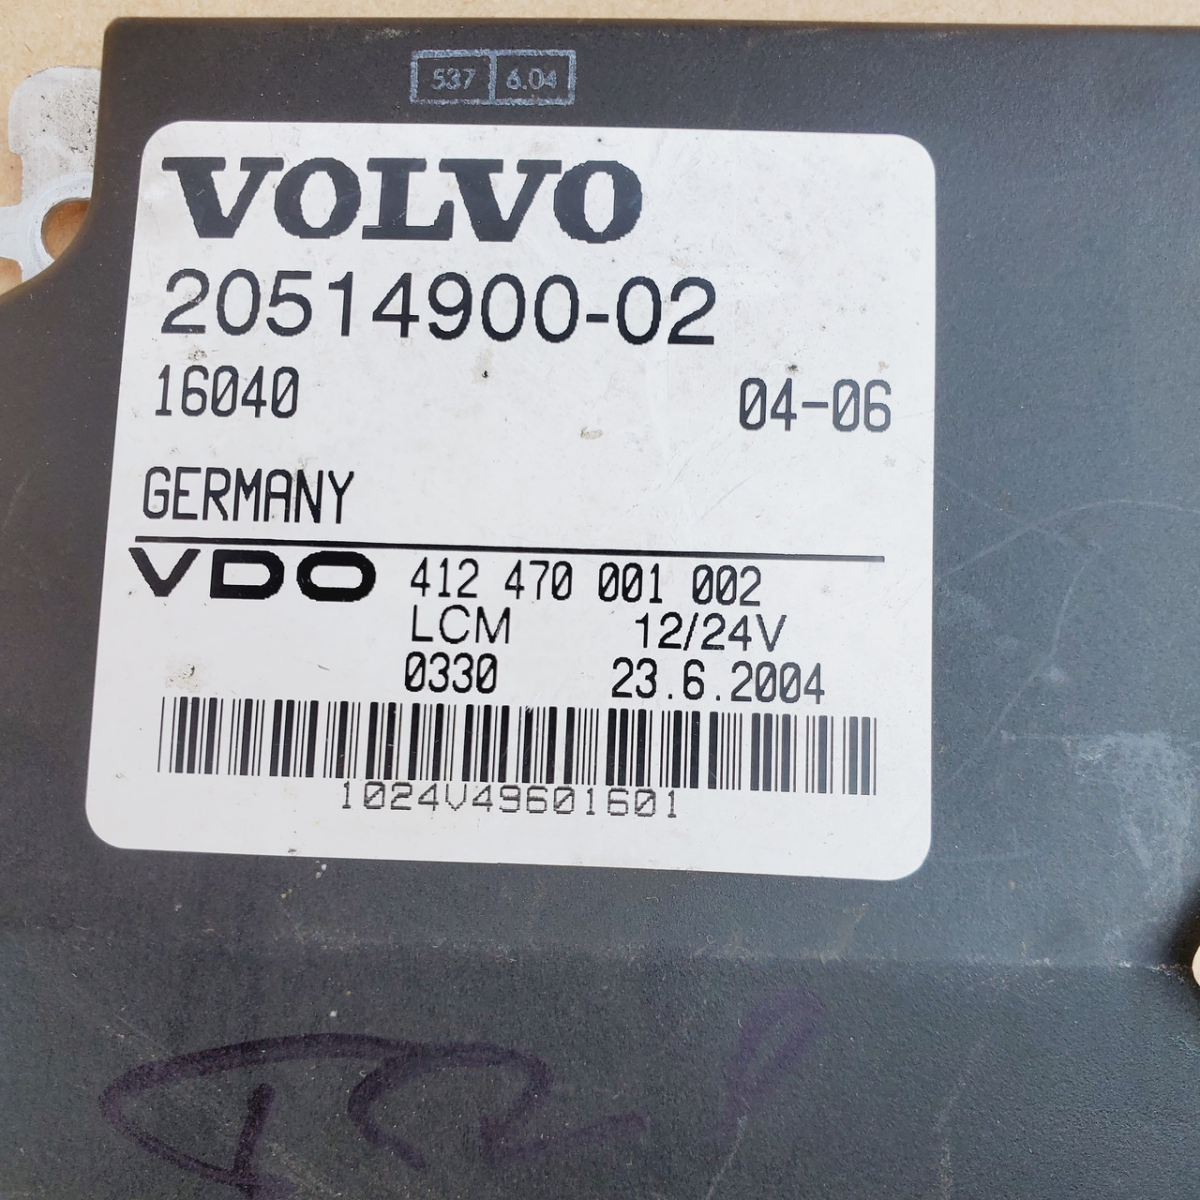 537 6.04
VOLVO
20514900-02
16040 04-06
GERMANY
VDO 412 470 001 002
LCM 12/24V
0330 23.6.2004
1024V49601601